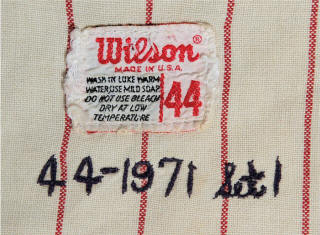 Wilson®
MADE IN U.S.A.
WASH IN LUKE WARM
WATER, USE MILD SOAP
DO NOT USE BLEACH
DRY AT LOW
TEMPERATURE
44
44-1971 Set 1